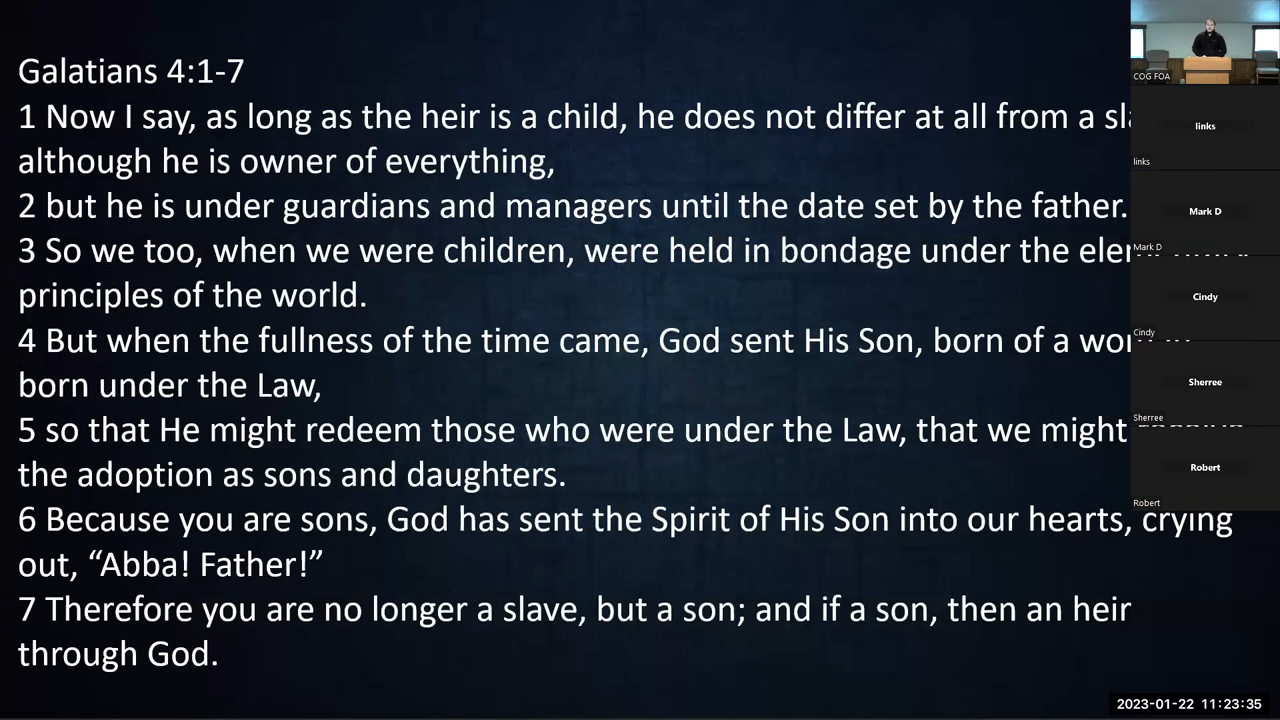 Galatians 4:1-7
1 Now I say, as long as the heir is a child, he does not differ at all from a
although he is owner of everything,
2 but he is under guardians and managers until the date set by the father.
3 So we too, when we were children, were held in bondage under the
principles of the world.
4 But when the fullness of the time came, God sent His Son, born of a
born under the Law,
5 so that He might redeem those who were under the Law, that we might
the adoption as sons and daughters.
6 Because you are sons, God has sent the Spirit of His Son into our hearts, crying
out, “Abba! Father!”
7 Therefore you are no longer a slave, but a son; and if a son, then an heir
through God.
COG FOA
links
links
Mark D
Mark D
Cindy
Cindy
Sherree
Sherree
Robert
Robert
2023-01-22 11:23:35